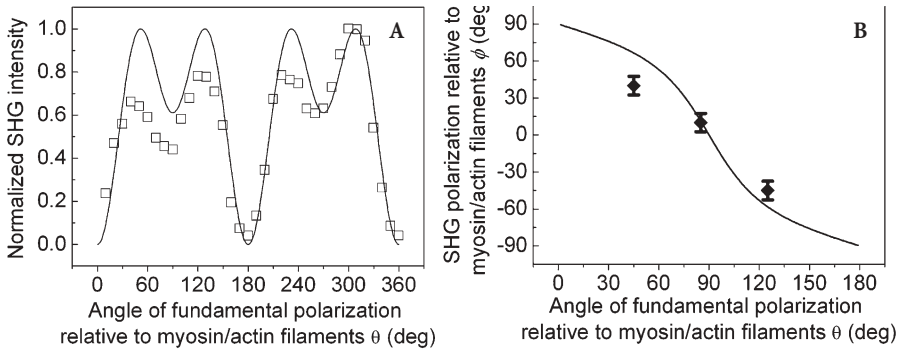 A
Normalized SHG intensity
1.0
0.8
0.6
0.4
0.2
0.0
0 60 120 180 240 300 360
Angle of fundamental polarization
relative to myosin/actin filaments θ (deg)
B
SHG polarization relative to
myosin/actin filaments ϕ (deg
90
60
30
0
-30
-60
-90
0 30 60 90 120 150 180
Angle of fundamental polarization
relative to myosin/actin filaments θ (deg)